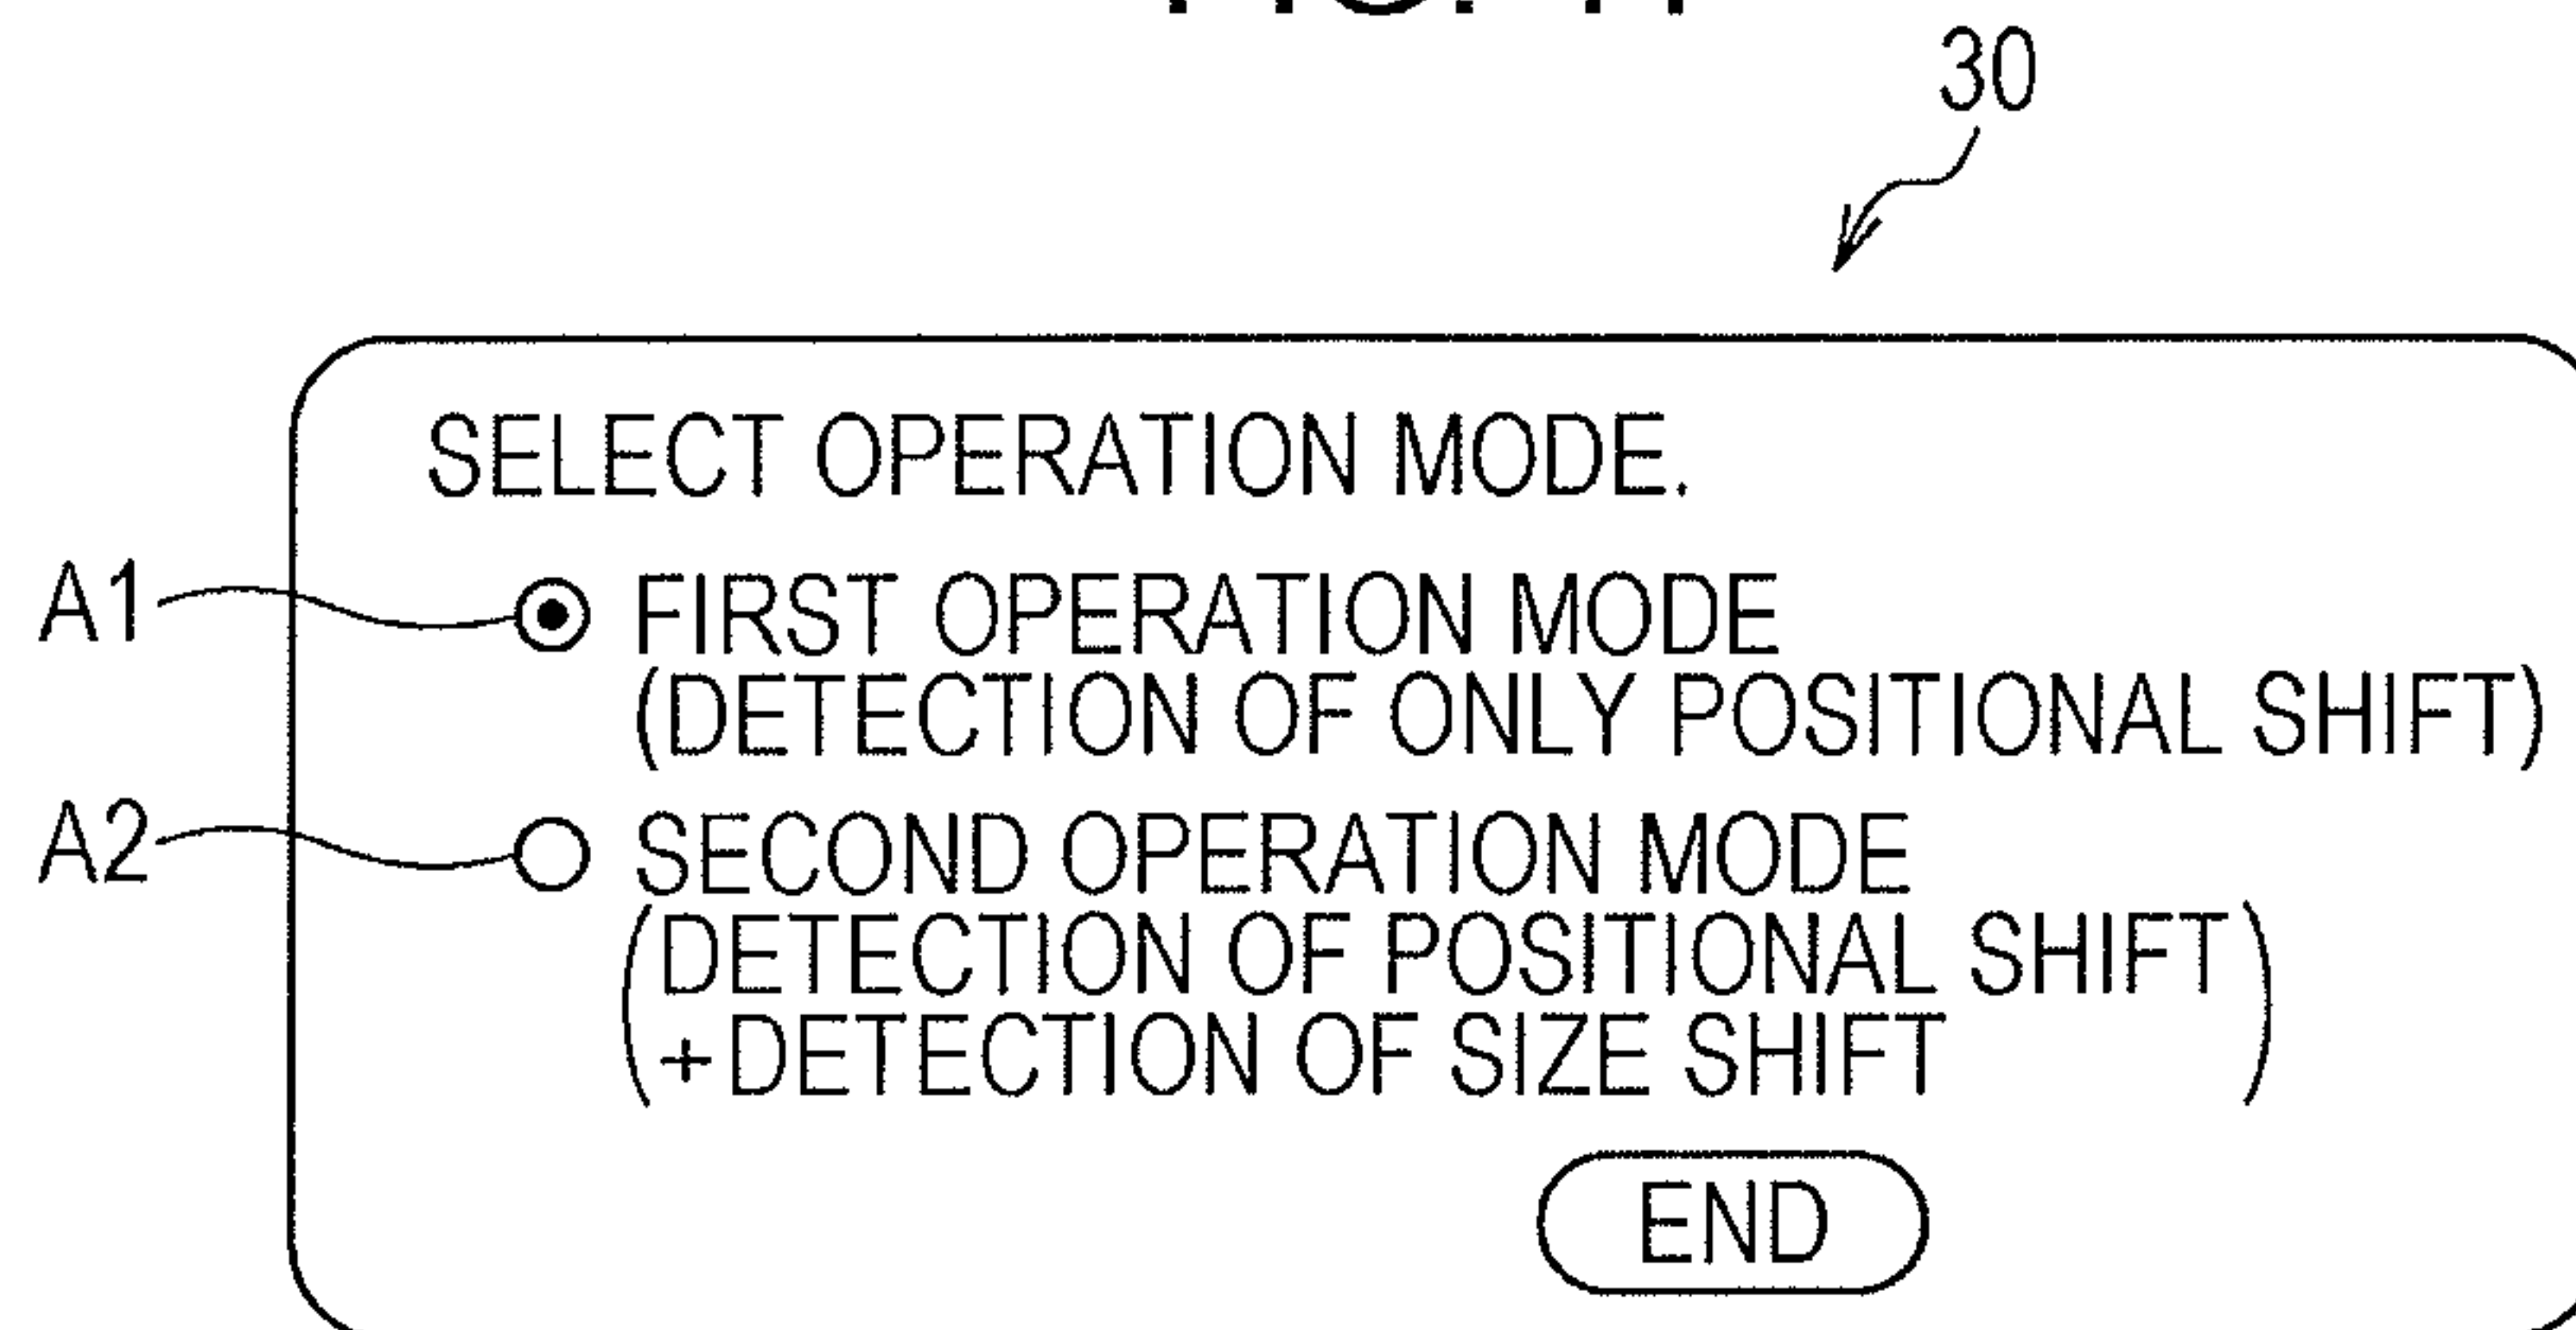 30
SELECT OPERATION MODE.
A1 FIRST OPERATION MODE
(DETECTION OF ONLY POSITIONAL SHIFT)
A2 SECOND OPERATION MODE
(DETECTION OF POSITIONAL SHIFT
+DETECTION OF SIZE SHIFT)
END